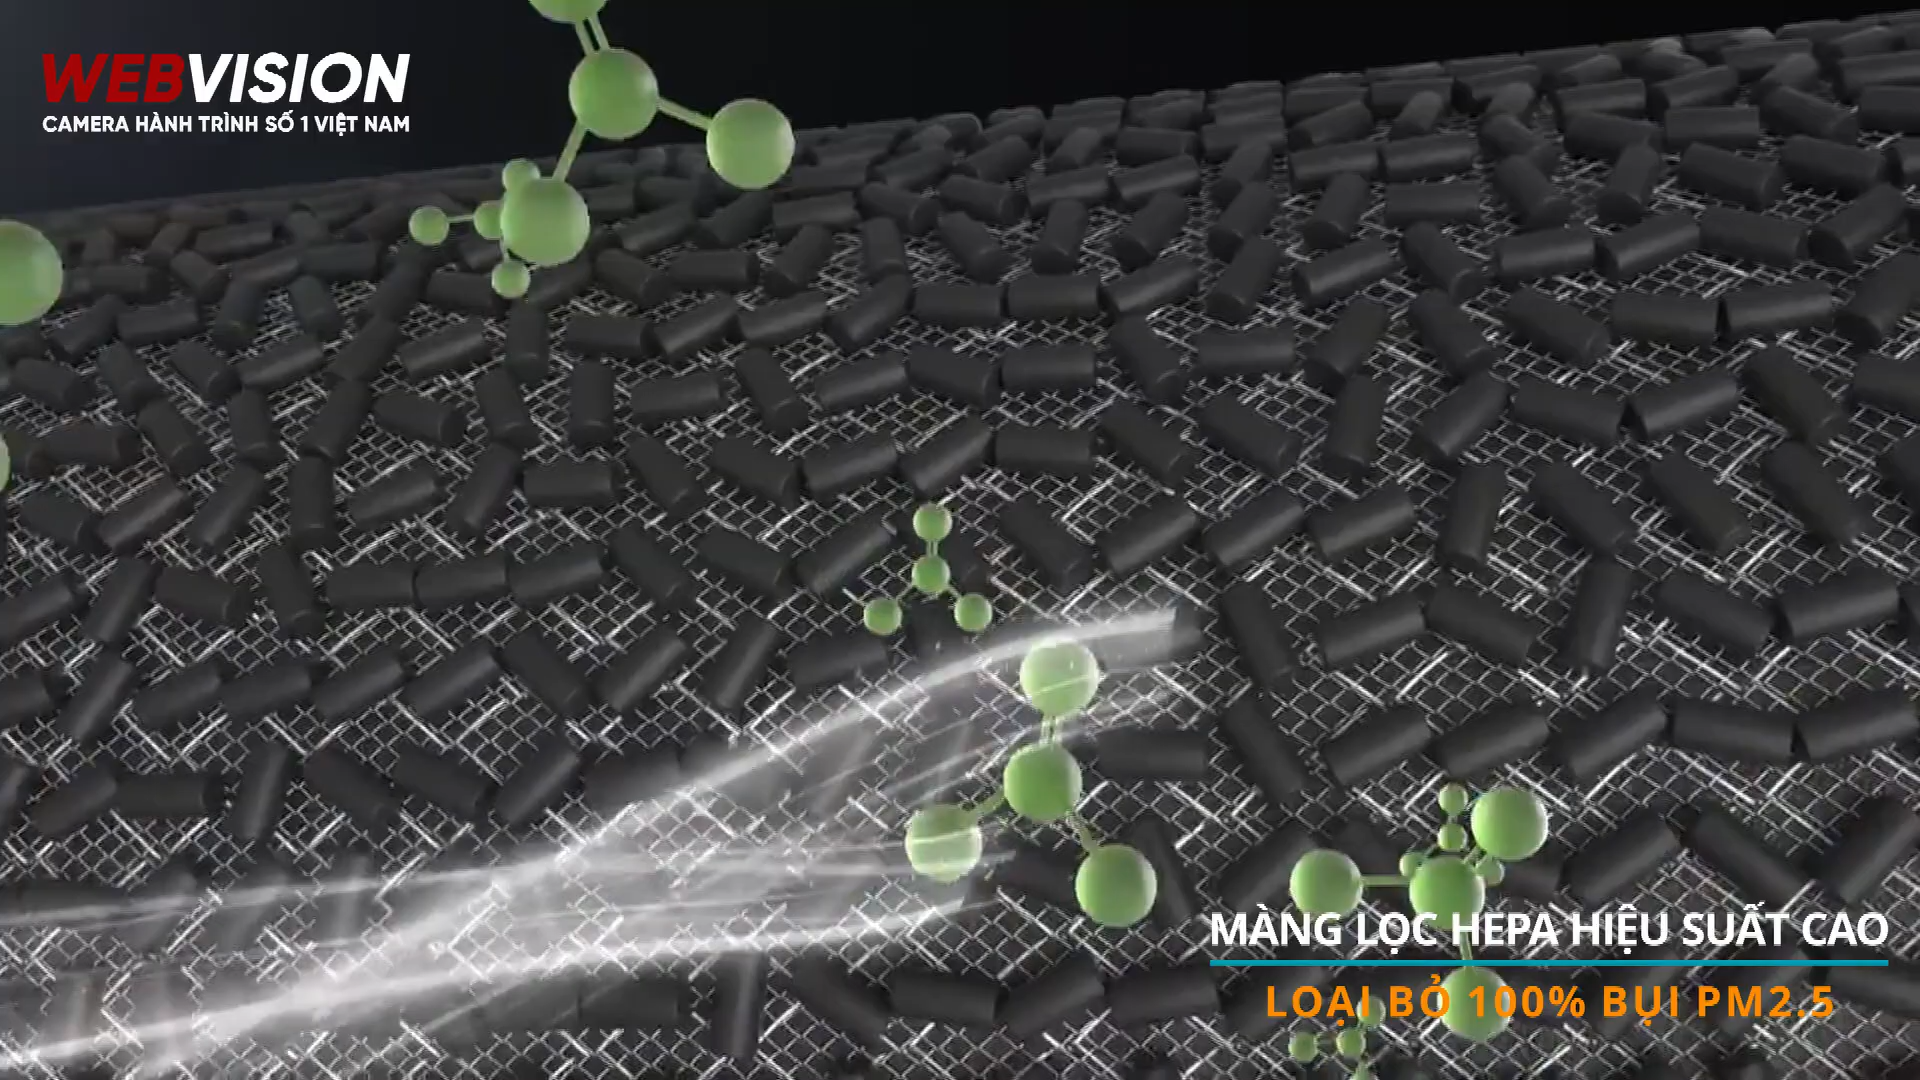 WEBVISION
CAMERA HÀNH TRÌNH SỐ 1 VIỆT NAM
MÀNG LỌC HEPA HIỆU SUẤT CAO
LOẠI BỎ 100% BỤI PM2.5